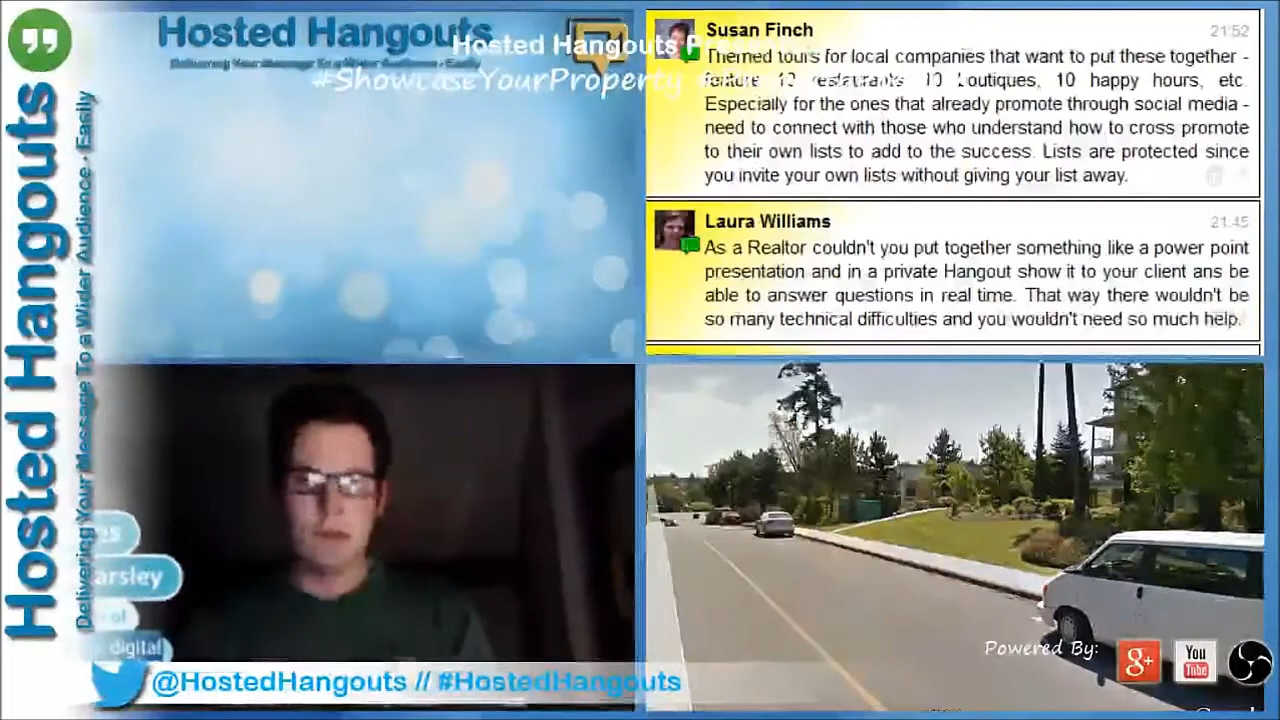 Hosted Hangouts
Delivering Your Message To a Wider Audience - Easily
Hosted Hangouts
Delivering Your Message To a Wider Audience - Easily
Hosted Hangouts
#ShowcaseYourProperty
Susan Finch 21:52
Themed tours for local companies that want to put these together -
10 happy hours, etc.
Especially for the ones that already promote through social media -
need to connect with those who understand how to cross promote
to their own lists to add to the success. Lists are protected since
you invite your own lists without giving your list away.
Laura Williams 21:45
As a Realtor couldn't you put together something like a power point
presentation and in a private Hangout show it to your client ans be
able to answer questions in real time. That way there wouldn't be
so many technical difficulties and you wouldn't need so much help.
es
arsley
of
digital
@HostedHangouts // #HostedHangouts
Powered By:
g+
You
Tube